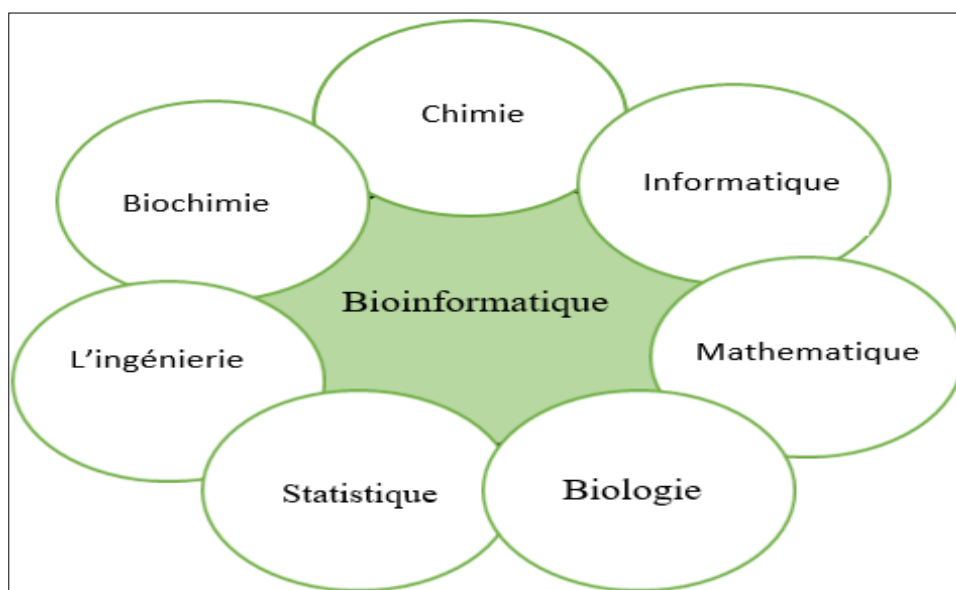 Chimie
Informatique
Biochimie
Bioinformatique
L’ingénierie
Mathematique
Statistique
Biologie